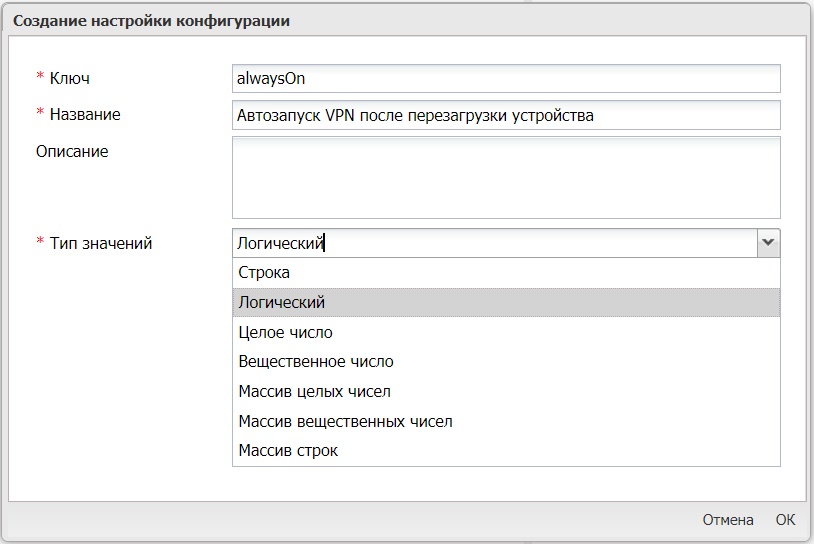 Создание настройки конфигурации
* Ключ alwaysOn
* Название Автозапуск VPN после перезагрузки устройства
Описание
* Тип значений Логический
Строка
Логический
Целое число
Вещественное число
Массив целых чисел
Массив вещественных чисел
Массив строк
Отмена OK